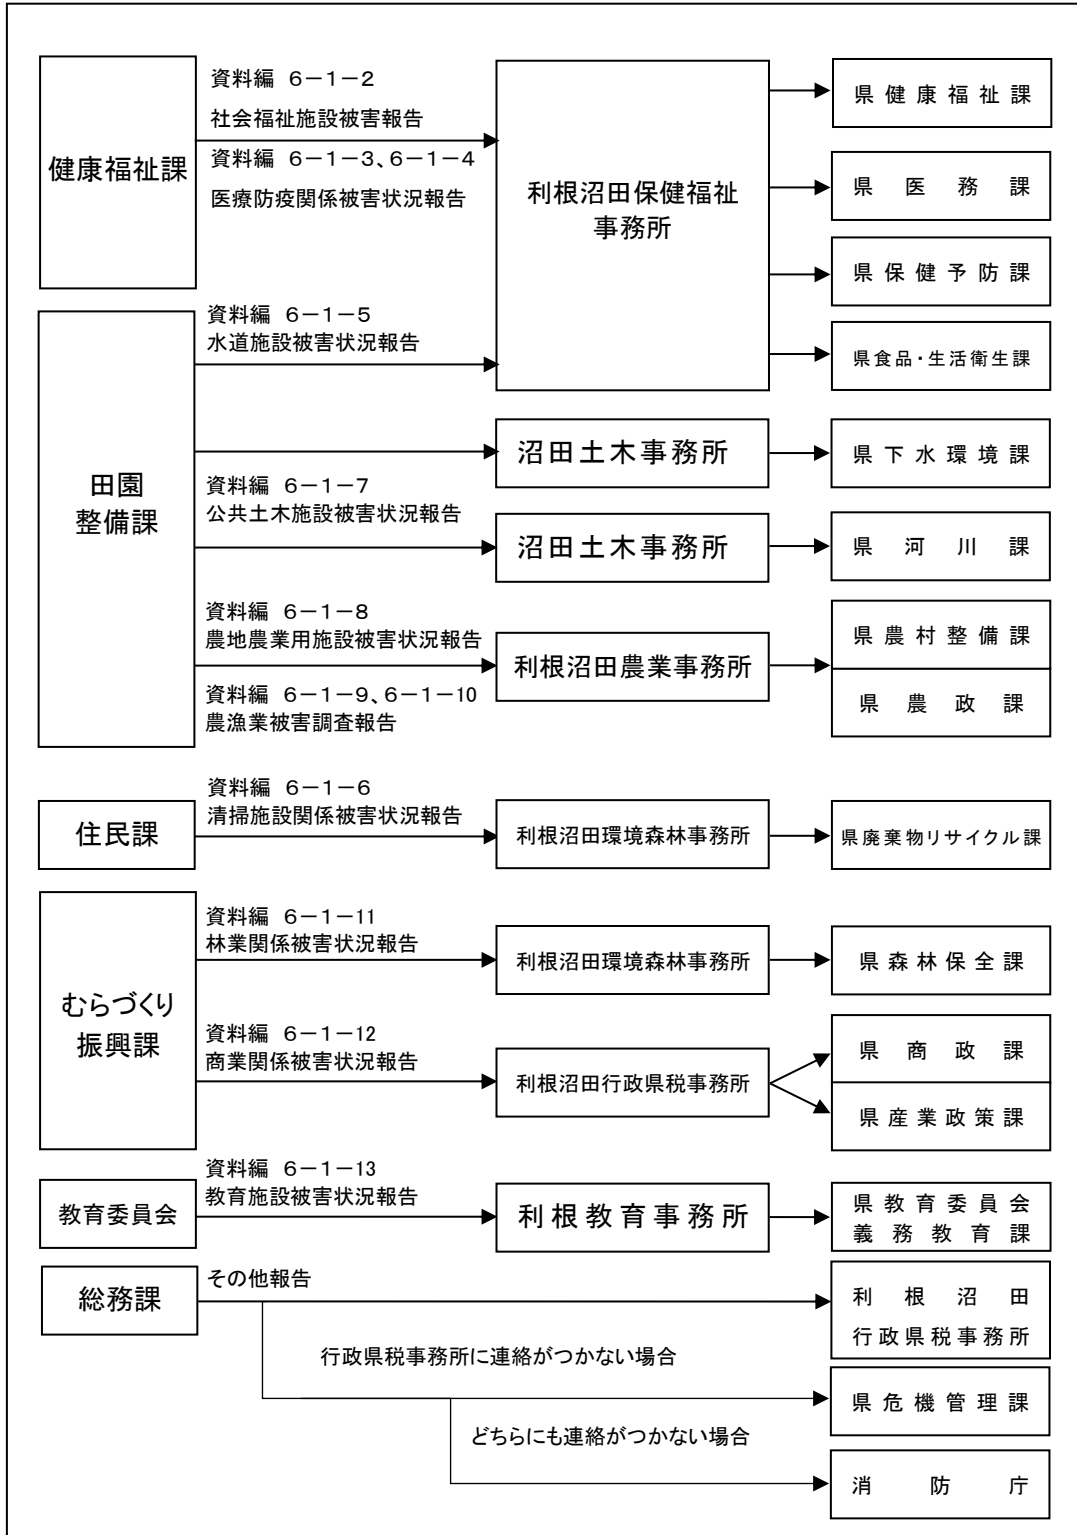 健康福祉課
資料編 6－1－2
社会福祉施設被害報告
資料編 6－1－3、6－1－4
医療防疫関係被害状況報告
利根沼田保健福祉
事務所
県健康福祉課
県医務課
県保健予防課
県食品・生活衛生課
田園
整備課
資料編 6－1－5
水道施設被害状況報告
沼田土木事務所
県下水環境課
資料編 6－1－7
公共土木施設被害状況報告
沼田土木事務所
県河川課
資料編 6－1－8
農地農業用施設被害状況報告
資料編 6－1－9、6－1－10
農漁業被害調査報告
利根沼田農業事務所
県農村整備課
県農政課
住民課
資料編 6－1－6
清掃施設関係被害状況報告
利根沼田環境森林事務所
県廃棄物リサイクル課
むらづくり
振興課
資料編 6－1－11
林業関係被害状況報告
利根沼田環境森林事務所
県森林保全課
資料編 6－1－12
商業関係被害状況報告
利根沼田行政県税事務所
県商政課
県産業政策課
教育委員会
資料編 6－1－13
教育施設被害状況報告
利根教育事務所
県教育委員会
義務教育課
総務課
その他報告
利根沼田
行政県税事務所
行政県税事務所に連絡がつかない場合
県危機管理課
どちらにも連絡がつかない場合
消防庁